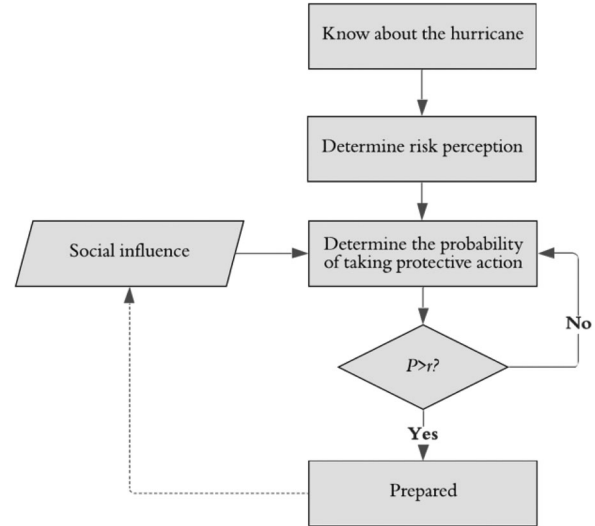 Know about the hurricane
Determine risk perception
Social influence
Determine the probability
of taking protective action
No
P>r?
Yes
Prepared